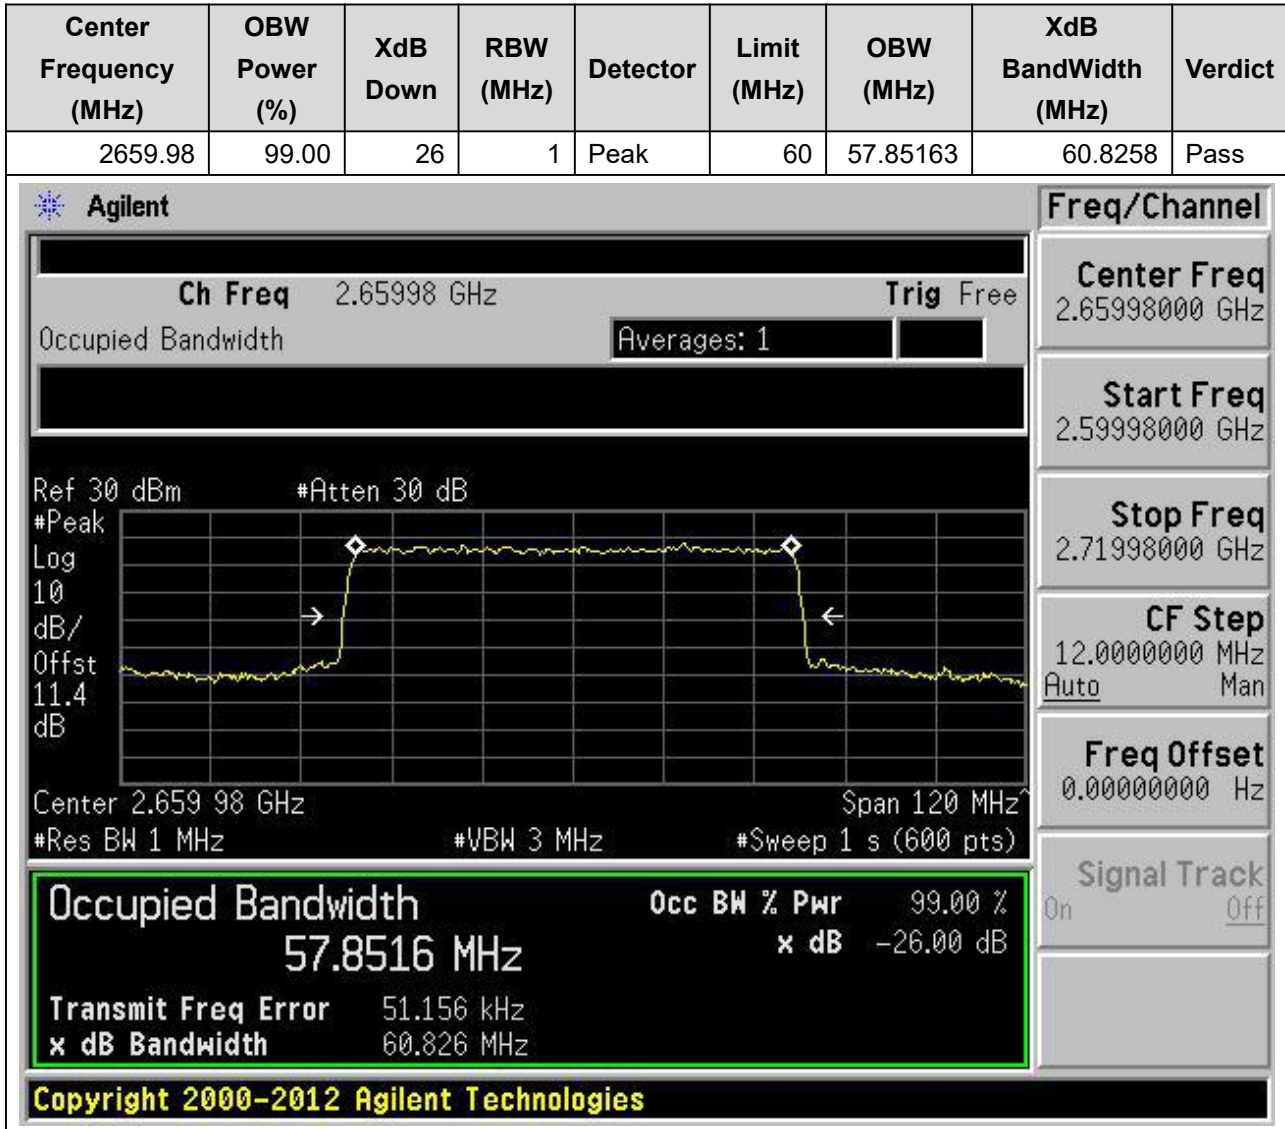 Center Frequency (MHz) OBW Power (%) XdB Down RBW (MHz) Detector Limit (MHz) OBW (MHz) XdB BandWidth (MHz) Verdict
2659.98 99.00 26 1 Peak 60 57.85163 60.8258 Pass
Agilent
Freq/Channel
Ch Freq 2.65998 GHz Trig Free
Occupied Bandwidth Averages: 1
Center Freq
2.65998000 GHz
Start Freq
2.59998000 GHz
Stop Freq
2.71998000 GHz
CF Step
12.0000000 MHz
Auto Man
Freq Offset
0.00000000 Hz
Signal Track
On Off
Ref 30 dBm #Atten 30 dB
#Peak
Log
10
dB/
Offst
11.4
dB
Center 2.659 98 GHz Span 120 MHz^
#Res BW 1 MHz #VBW 3 MHz #Sweep 1 s (600 pts)
Occupied Bandwidth Occ BW % Pwr 99.00 %
57.8516 MHz x dB -26.00 dB
Transmit Freq Error 51.156 kHz
x dB Bandwidth 60.826 MHz
Copyright 2000-2012 Agilent Technologies